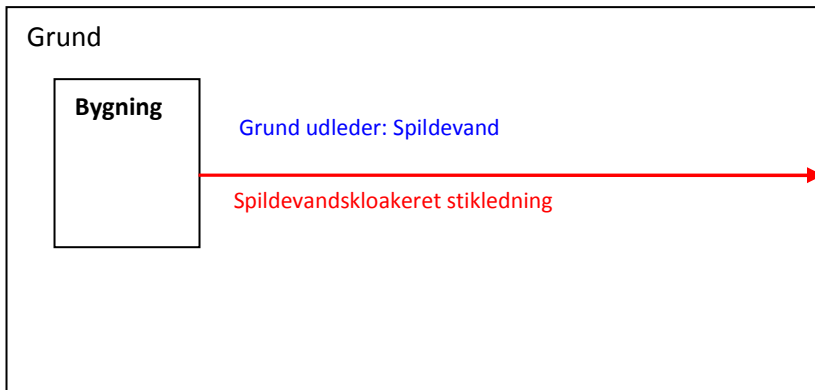 Grund
Bygning
Grund udleder: Spildevand
Spildevandskloakeret stikledning